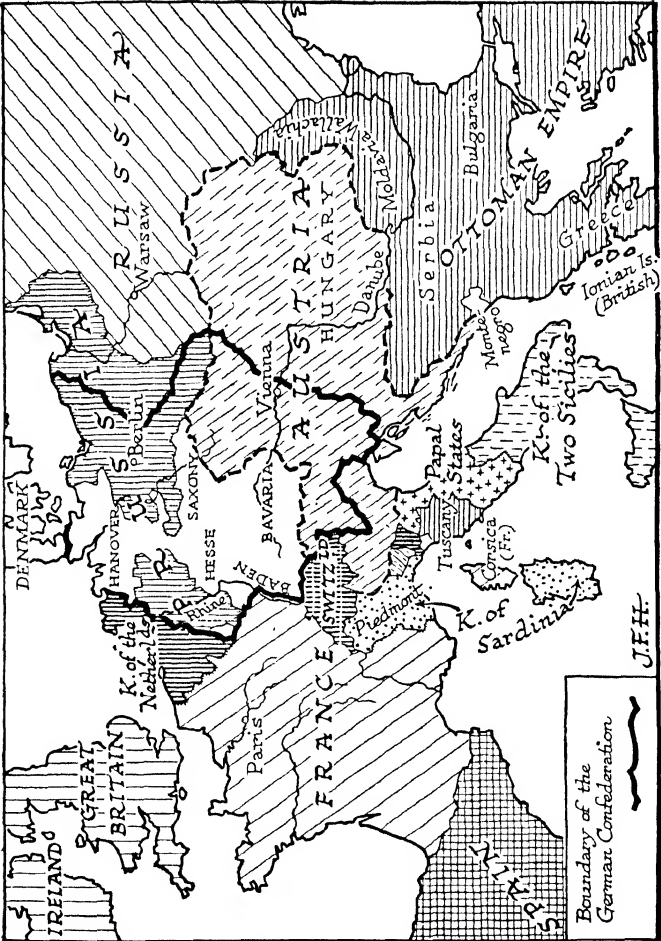 IRELAND
GREAT
BRITAIN
DENMARK
K. of the
Netherlds
HANOVER
PRUSSIA
Berlin
SAXONY
HESSE
Rhine
BADEN
BAVARIA
RUSSIA
Warsaw
Paris
FRANCE
SWITZLD
Vienna
AUSTRIA
HUNGARY
Danube
Wallachia
Moldavia
Serbia
Bulgaria
OTTOMAN EMPIRE
Monte
negro
Greece
Ionian Is.
(British)
Piedmont
K. of
Sardinia
Corsica
(Fr.)
Tuscany
Papal
States
K. of the
Two Sicilies
SPAIN
J.F.H.
Boundary of the
German Confederation